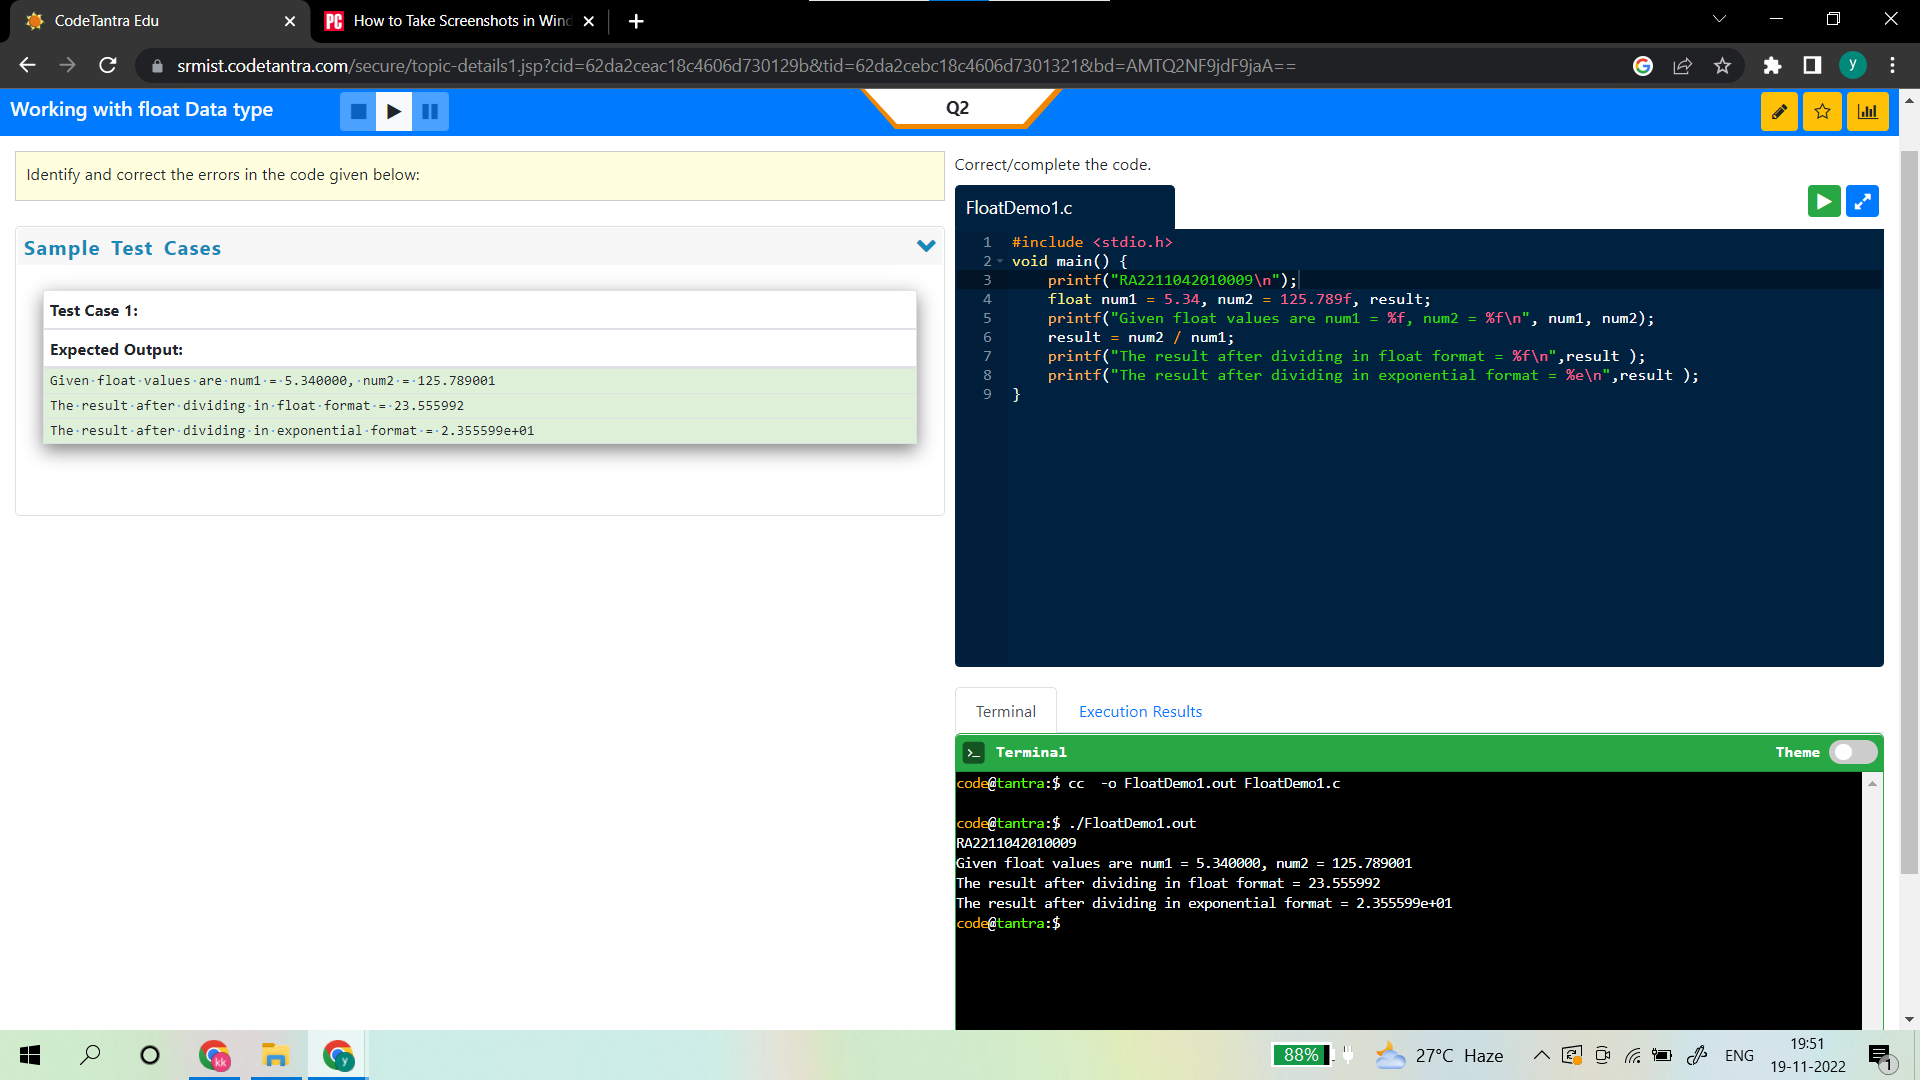 CodeTantra Edu
How to Take Screenshots in Wind
srmist.codetantra.com/secure/topic-details1.jsp?cid=62da2ceac18c4606d730129b&tid=62da2cebc18c4606d7301321&bd=AMTQ2NF9jdF9jaA==
y
Working with float Data type
Q2
Identify and correct the errors in the code given below:
Sample Test Cases
Test Case 1:
Expected Output:
Given·float·values·are·num1·=·5.340000,·num2·=·125.789001
The·result·after·dividing·in·float·format·=·23.555992
The·result·after·dividing·in·exponential·format·=·2.355599e+01
Correct/complete the code.
FloatDemo1.c
1 #include <stdio.h>
2 void main() {
3 printf("RA2211042010009\n");
4 float num1 = 5.34, num2 = 125.789f, result;
5 printf("Given float values are num1 = %f, num2 = %f\n", num1, num2);
6 result = num2 / num1;
7 printf("The result after dividing in float format = %f\n",result );
8 printf("The result after dividing in exponential format = %e\n",result );
9 }
Terminal
Execution Results
Terminal
Theme
code@tantra:$ cc  -o FloatDemo1.out FloatDemo1.c
code@tantra:$ ./FloatDemo1.out
RA2211042010009
Given float values are num1 = 5.340000, num2 = 125.789001
The result after dividing in float format = 23.555992
The result after dividing in exponential format = 2.355599e+01
code@tantra:$
kk
y
88%
27°C Haze
ENG
19:51
19-11-2022
1
PC